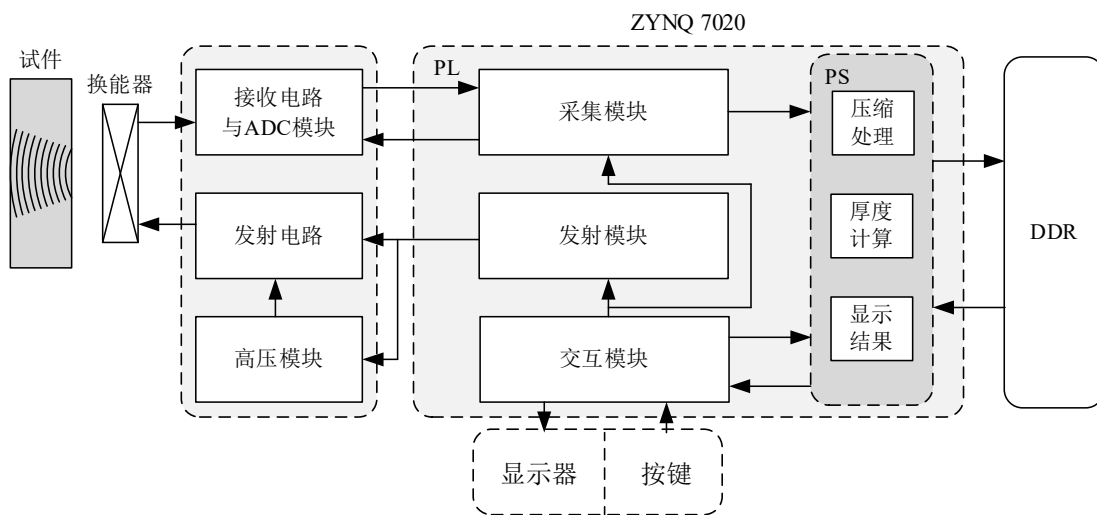 ZYNQ 7020
试件
换能器
接收电路
与ADC模块
PL
采集模块
PS
压缩
处理
发射电路
发射模块
厚度
计算
DDR
高压模块
交互模块
显示
结果
显示器
按键